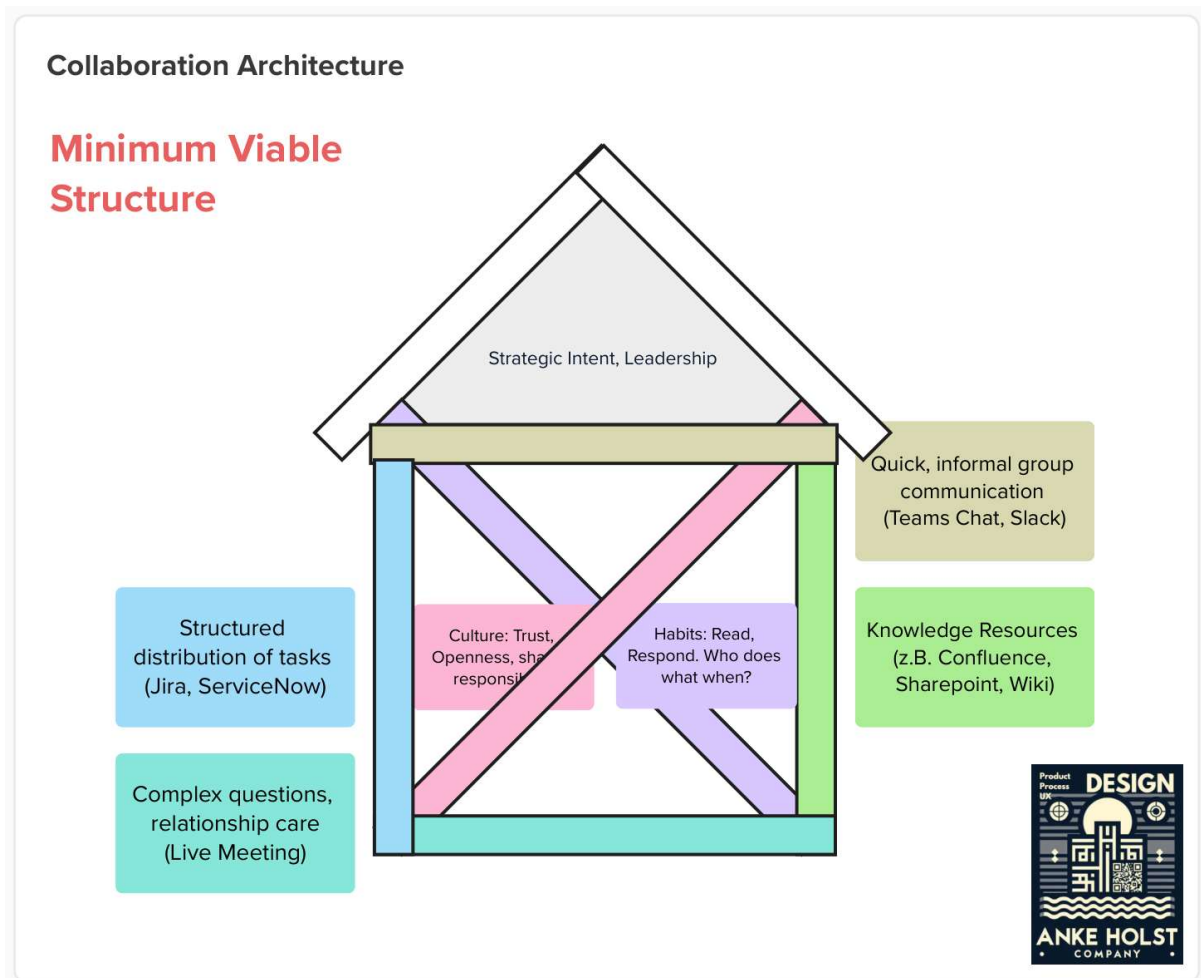 Collaboration Architecture
Minimum Viable
Structure
Strategic Intent, Leadership
Quick, informal group
communication
(Teams Chat, Slack)
Structured
distribution of tasks
(Jira, ServiceNow)
Culture: Trust,
Openness, sha
responsi
Habits: Read,
Respond. Who does
what when?
Knowledge Resources
(z.B. Confluence,
Sharepoint, Wiki)
Complex questions,
relationship care
(Live Meeting)
Product
Process
UX
DESIGN
ANKE HOLST
COMPANY